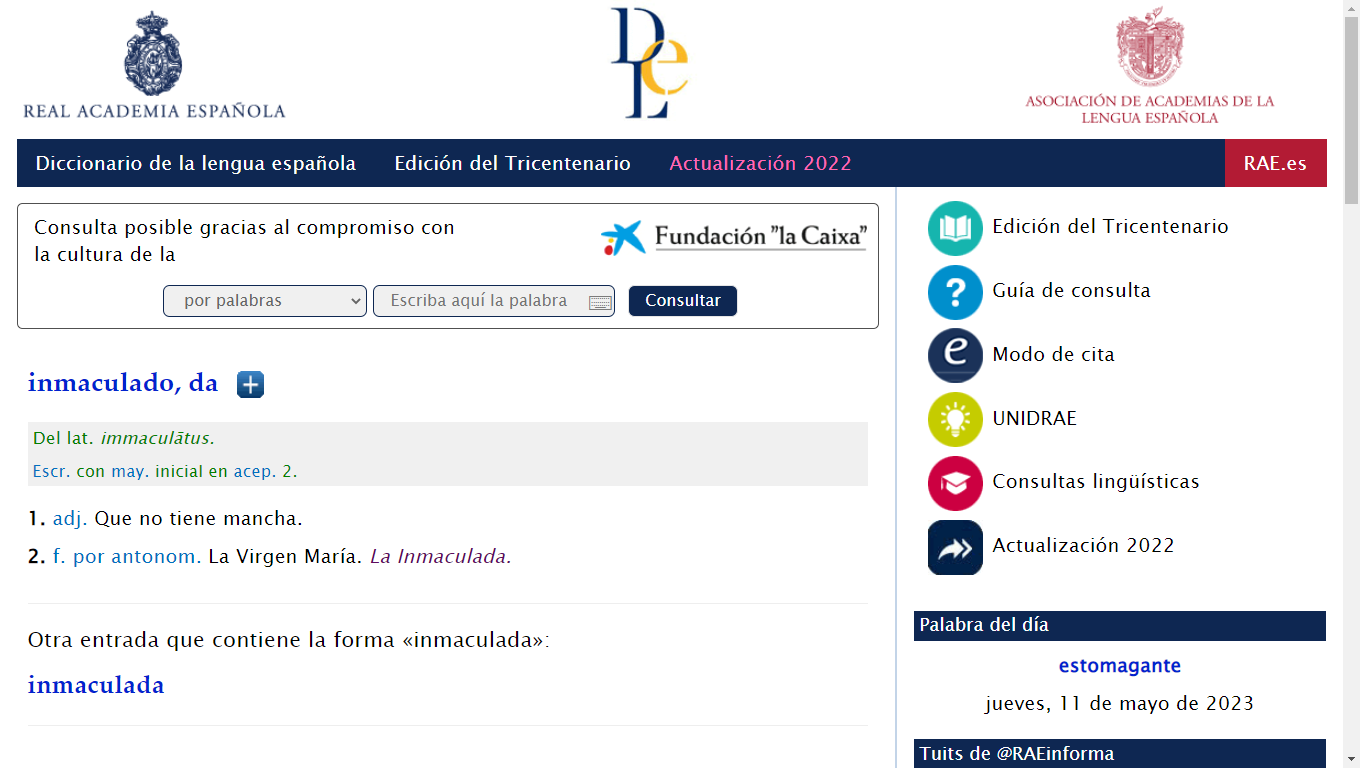 REAL ACADEMIA ESPAÑOLA
DLe
ASOCIACIÓN DE ACADEMIAS DE LA
LENGUA ESPAÑOLA
Diccionario de la lengua española
Edición del Tricentenario
Actualización 2022
RAE.es
Consulta posible gracias al compromiso con
la cultura de la
Fundación "la Caixa"
por palabras
Escriba aquí la palabra
Consultar
inmaculado, da
Del lat. immaculātus.
Escr. con may. inicial en acep. 2.
1. adj. Que no tiene mancha.
2. f. por antonom. La Virgen María. La Inmaculada.
Otra entrada que contiene la forma «inmaculada»:
inmaculada
Edición del Tricentenario
Guía de consulta
Modo de cita
UNIDRAE
Consultas lingüísticas
Actualización 2022
Palabra del día
estomagante
jueves, 11 de mayo de 2023
Tuits de @RAEinforma